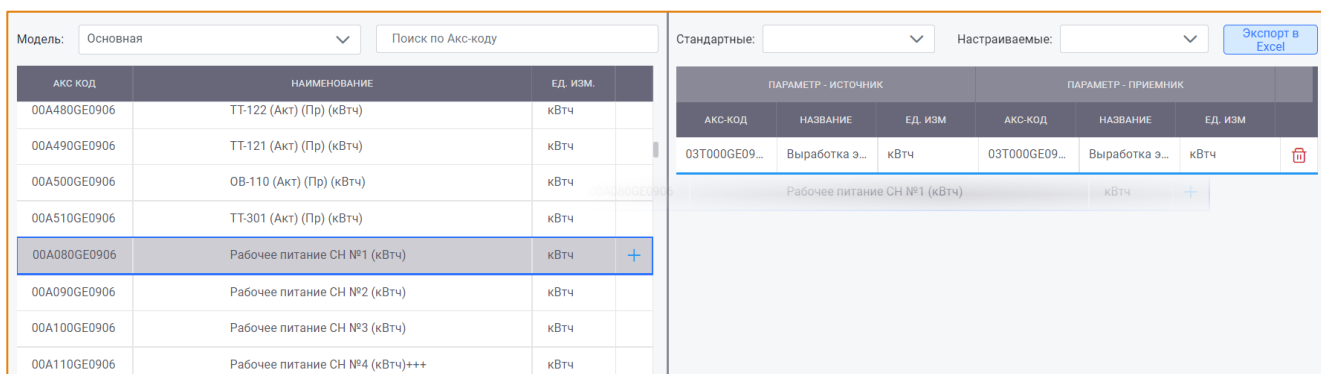 Модель: Основная Поиск по Акс-коду
АКС КОД НАИМЕНОВАНИЕ ЕД. ИЗМ.
00A480GE0906 ТТ-122 (Акт) (Пр) (кВтч) кВтч
00A490GE0906 ТТ-121 (Акт) (Пр) (кВтч) кВтч
00A500GE0906 ОВ-110 (Акт) (Пр) (кВтч) кВтч
00A510GE0906 ТТ-301 (Акт) (Пр) (кВтч) кВтч
00A080GE0906 Рабочее питание СН №1 (кВтч) кВтч +
00A090GE0906 Рабочее питание СН №2 (кВтч) кВтч
00A100GE0906 Рабочее питание СН №3 (кВтч) кВтч
00A110GE0906 Рабочее питание СН №4 (кВтч)+++ кВтч
Стандартные: Настраиваемые: Экспорт в
Excel
ПАРАМЕТР - ИСТОЧНИК ПАРАМЕТР - ПРИЕМНИК
АКС-КОД НАЗВАНИЕ ЕД. ИЗМ АКС-КОД НАЗВАНИЕ ЕД. ИЗМ
03T000GE09... Выработка э... кВтч 03T000GE09... Выработка э... кВтч
00A080GE0906 Рабочее питание СН №1 (кВтч) кВтч +